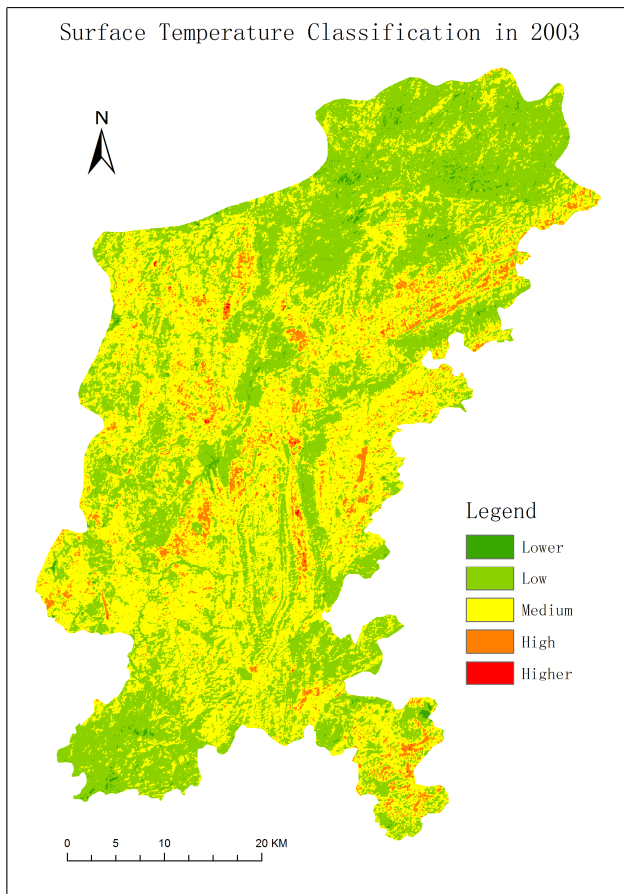 Surface Temperature Classification in 2003
N
Legend
Lower
Low
Medium
High
Higher
0 5 10 20 KM